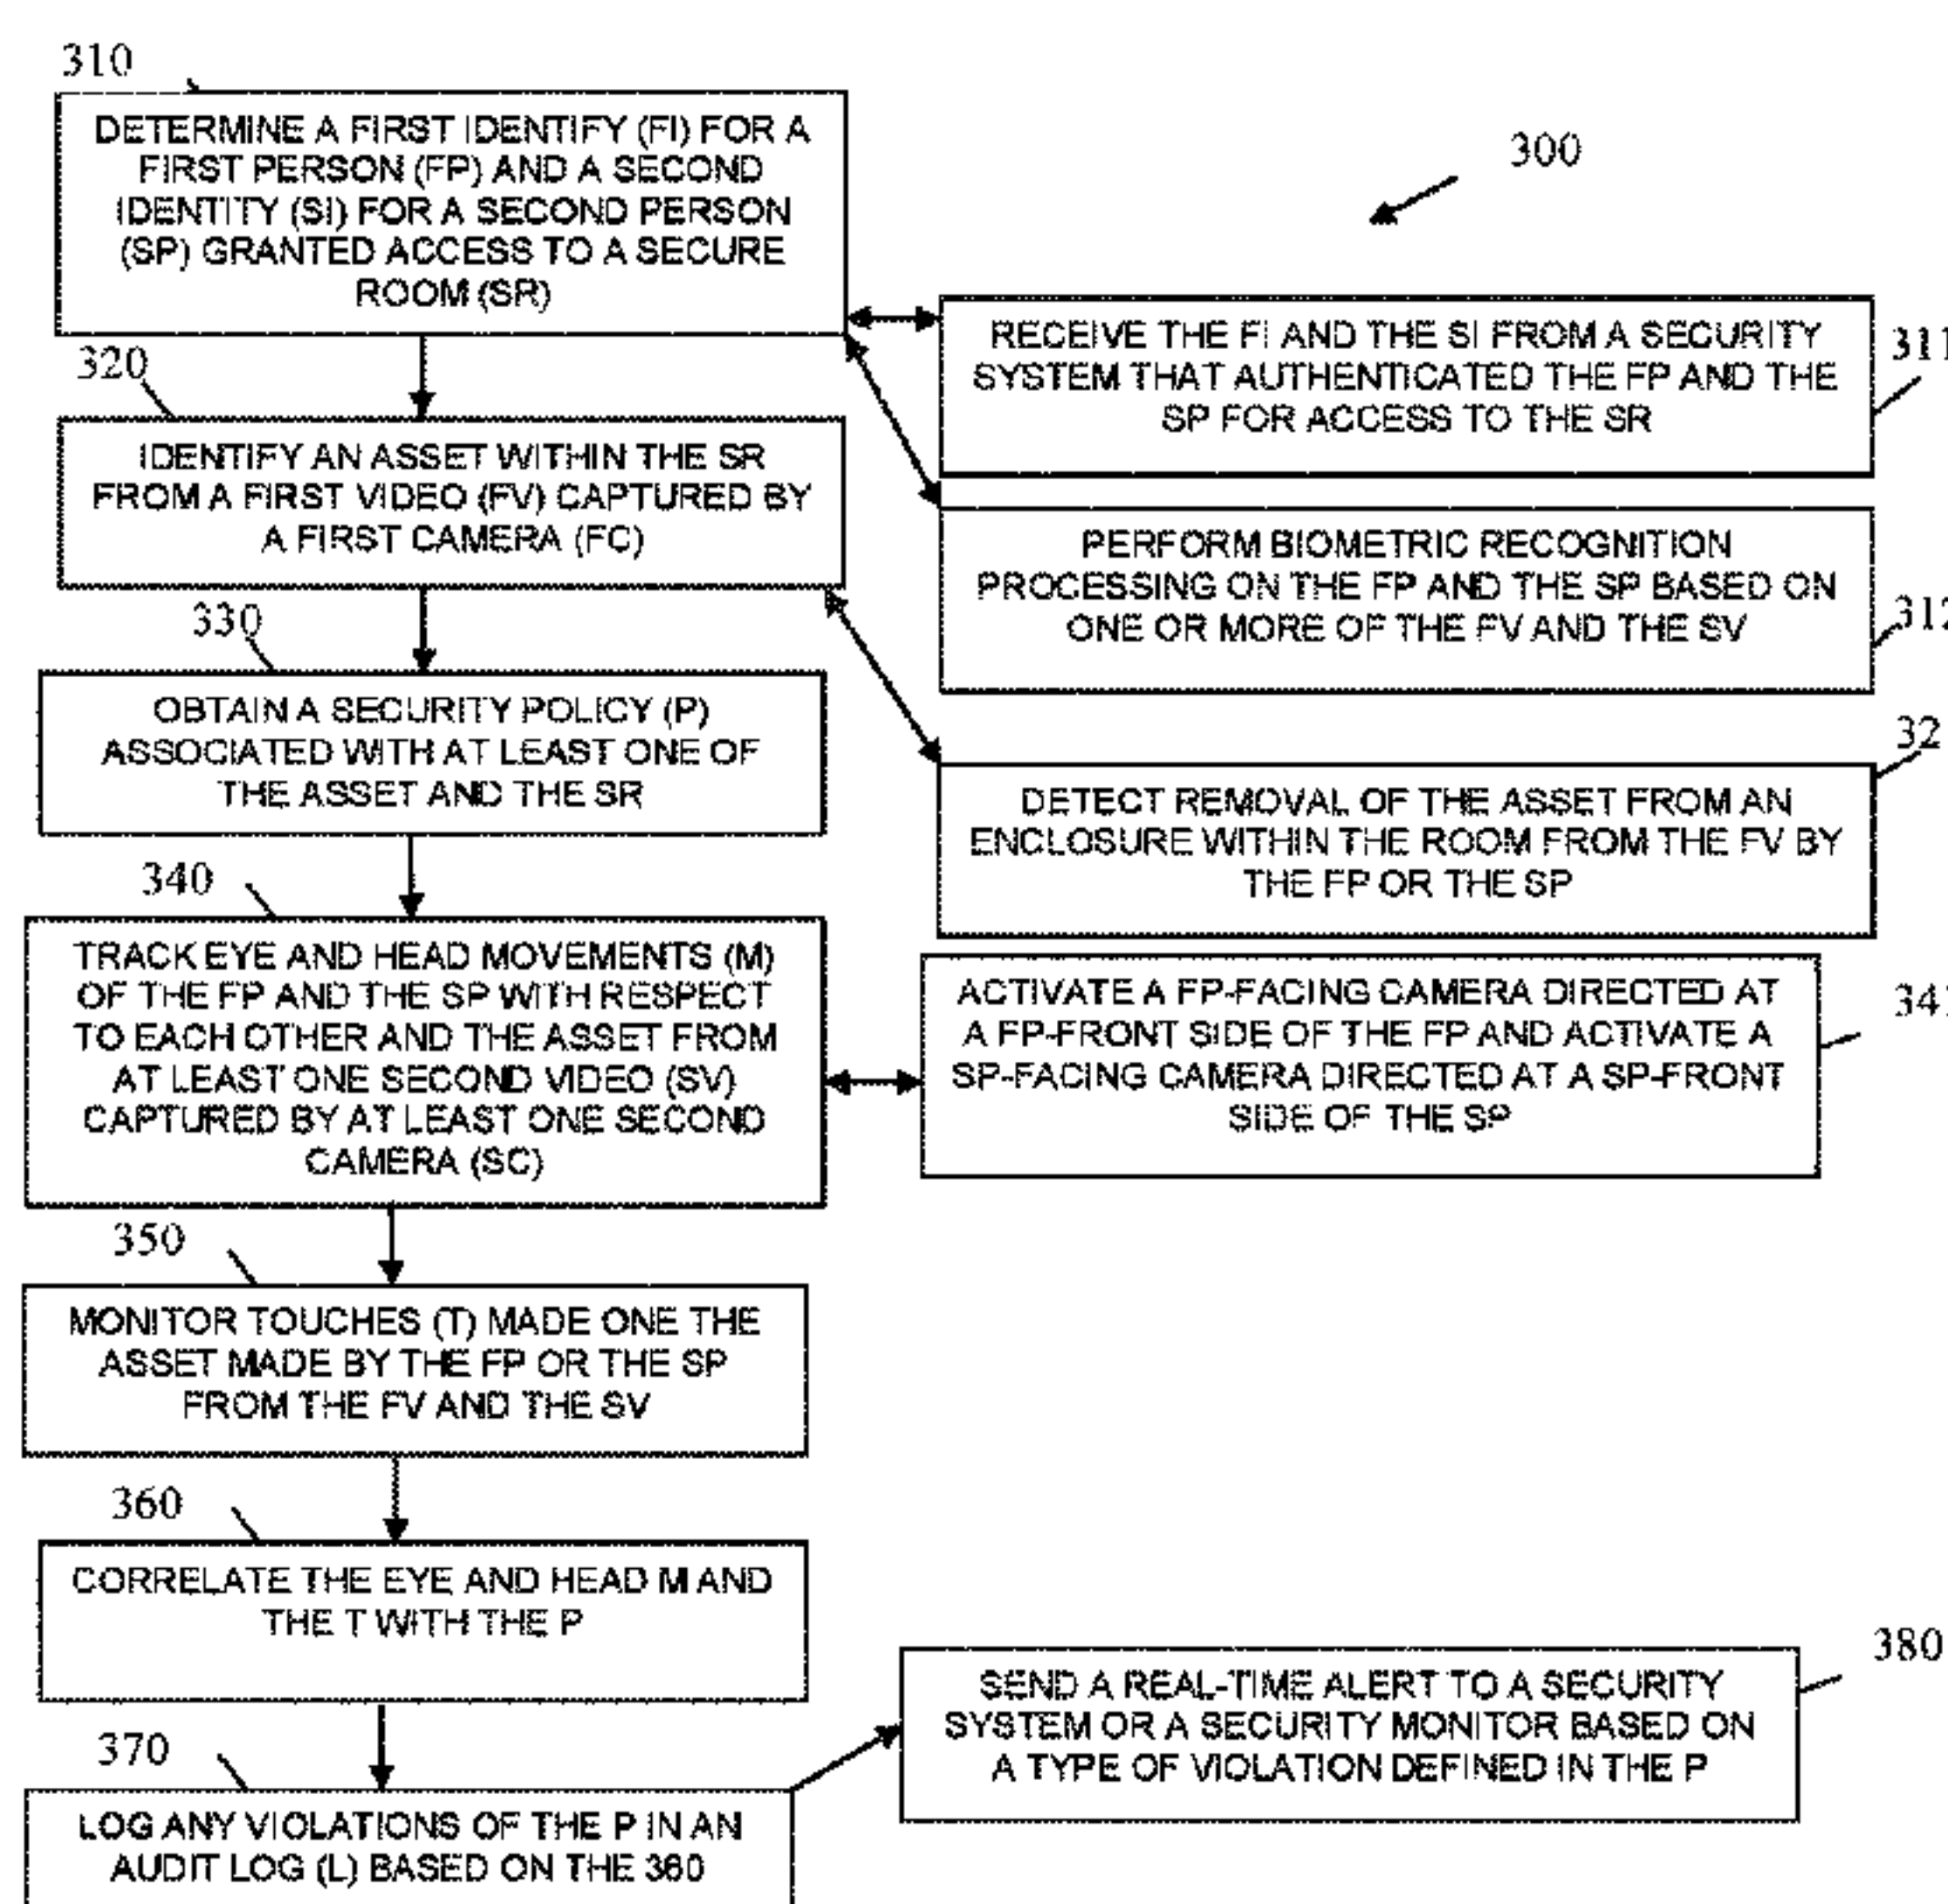 310
DETERMINE A FIRST IDENTIFY (FI) FOR A
FIRST PERSON (FP) AND A SECOND
IDENTITY (SI) FOR A SECOND PERSON
(SP) GRANTED ACCESS TO A SECURE
ROOM (SR)
300
RECEIVE THE FI AND THE SI FROM A SECURITY
SYSTEM THAT AUTHENTICATED THE FP AND THE
SP FOR ACCESS TO THE SR
311
320
IDENTIFY AN ASSET WITHIN THE SR
FROM A FIRST VIDEO (FV) CAPTURED BY
A FIRST CAMERA (FC)
PERFORM BIOMETRIC RECOGNITION
PROCESSING ON THE FP AND THE SP BASED ON
ONE OR MORE OF THE FV AND THE SV
312
330
OBTAIN A SECURITY POLICY (P)
ASSOCIATED WITH AT LEAST ONE OF
THE ASSET AND THE SR
32
DETECT REMOVAL OF THE ASSET FROM AN
ENCLOSURE WITHIN THE ROOM FROM THE FV BY
THE FP OR THE SP
340
TRACK EYE AND HEAD MOVEMENTS (M)
OF THE FP AND THE SP WITH RESPECT
TO EACH OTHER AND THE ASSET FROM
AT LEAST ONE SECOND VIDEO (SV)
CAPTURED BY AT LEAST ONE SECOND
CAMERA (SC)
ACTIVATE A FP-FACING CAMERA DIRECTED AT
A FP-FRONT SIDE OF THE FP AND ACTIVATE A
SP-FACING CAMERA DIRECTED AT A SP-FRONT
SIDE OF THE SP
341
350
MONITOR TOUCHES (T) MADE ONE THE
ASSET MADE BY THE FP OR THE SP
FROM THE FV AND THE SV
360
CORRELATE THE EYE AND HEAD M AND
THE T WITH THE P
380
SEND A REAL-TIME ALERT TO A SECURITY
SYSTEM OR A SECURITY MONITOR BASED ON
A TYPE OF VIOLATION DEFINED IN THE P
370
LOG ANY VIOLATIONS OF THE P IN AN
AUDIT LOG (L) BASED ON THE 360